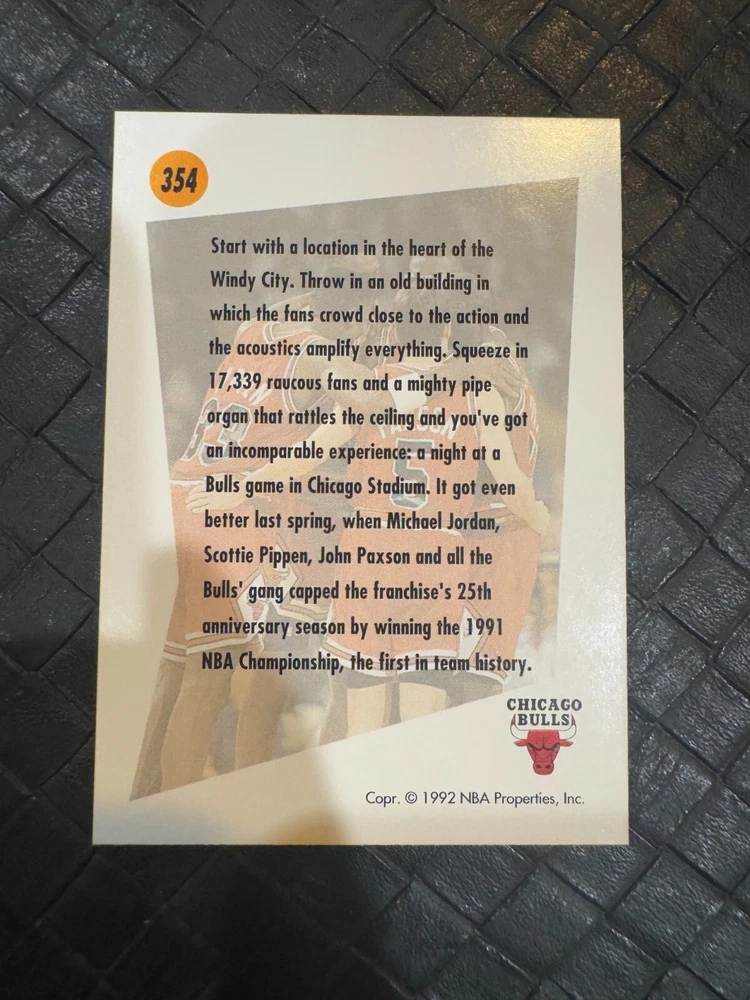 354
Start with a location in the heart of the
Windy City. Throw in an old building in
which the fans crowd close to the action and
the acoustics amplify everything. Squeeze in
17,339 raucous fans and a mighty pipe
organ that rattles the ceiling and you've got
an incomparable experience: a night at a
Bulls game in Chicago Stadium. It got even
better last spring, when Michael Jordan,
Scottie Pippen, John Paxson and all the
Bulls' gang capped the franchise's 25th
anniversary season by winning the 1991
NBA Championship, the first in team history.
CHICAGO
BULLS
Copr. © 1992 NBA Properties, Inc.